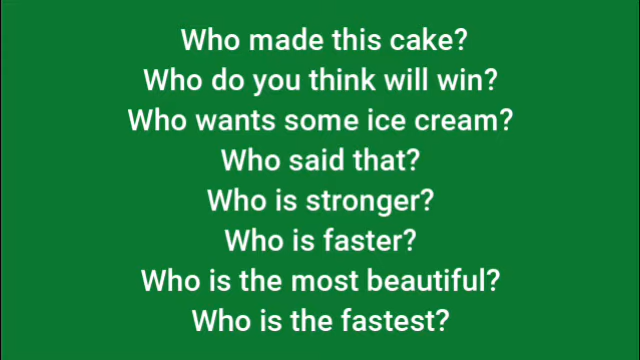 Who made this cake?
Who do you think will win?
Who wants some ice cream?
Who said that?
Who is stronger?
Who is faster?
Who is the most beautiful?
Who is the fastest?